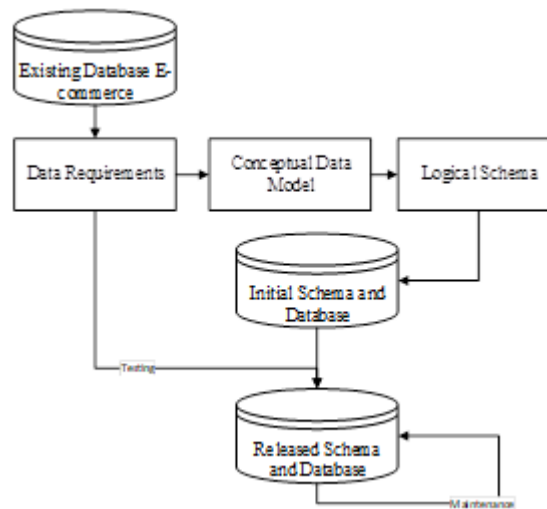 Existing Database E-
commerce
Data Requirements
Conceptual Data
Model
Logical Schema
Initial Schema and
Database
Testing
Released Schema
and Database
Maintenance